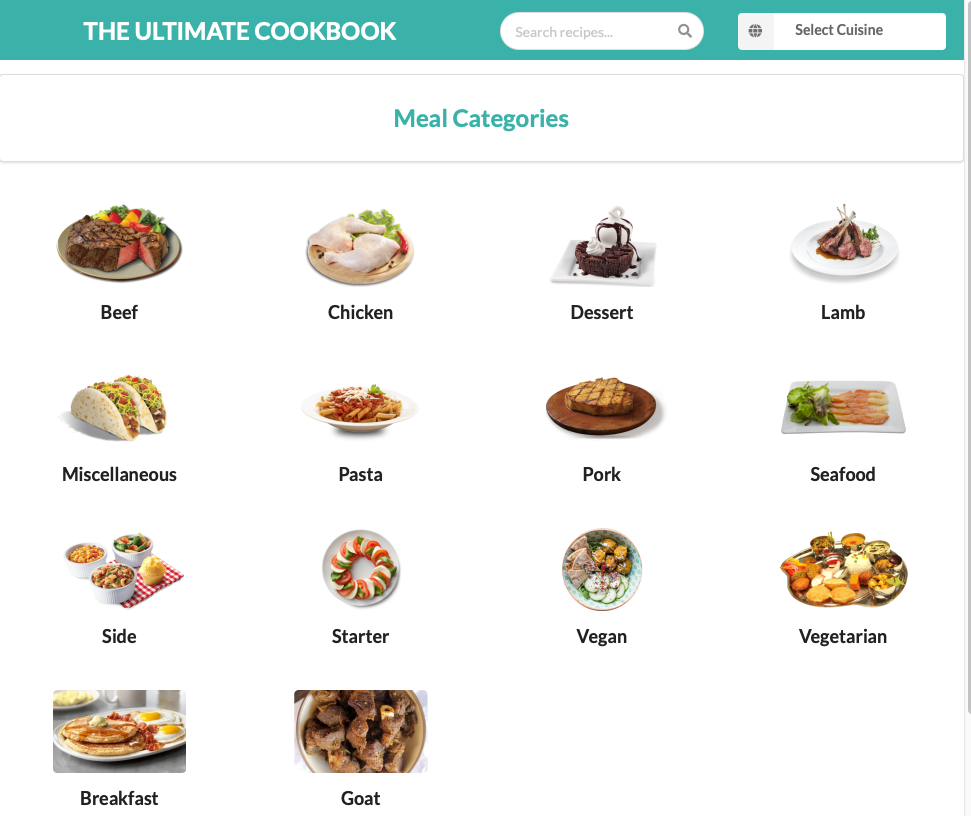 THE ULTIMATE COOKBOOK
Search recipes...
Select Cuisine
Meal Categories
Beef
Chicken
Dessert
Lamb
Miscellaneous
Pasta
Pork
Seafood
Side
Starter
Vegan
Vegetarian
Breakfast
Goat